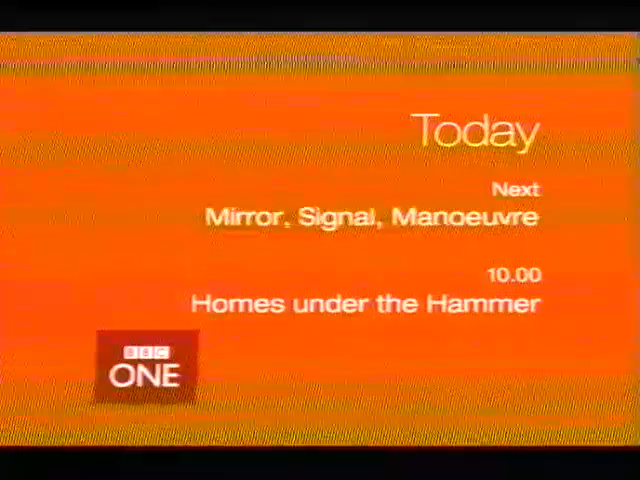 Today
Next
Mirror, Signal, Manoeuvre
10.00
Homes under the Hammer
BBC
ONE